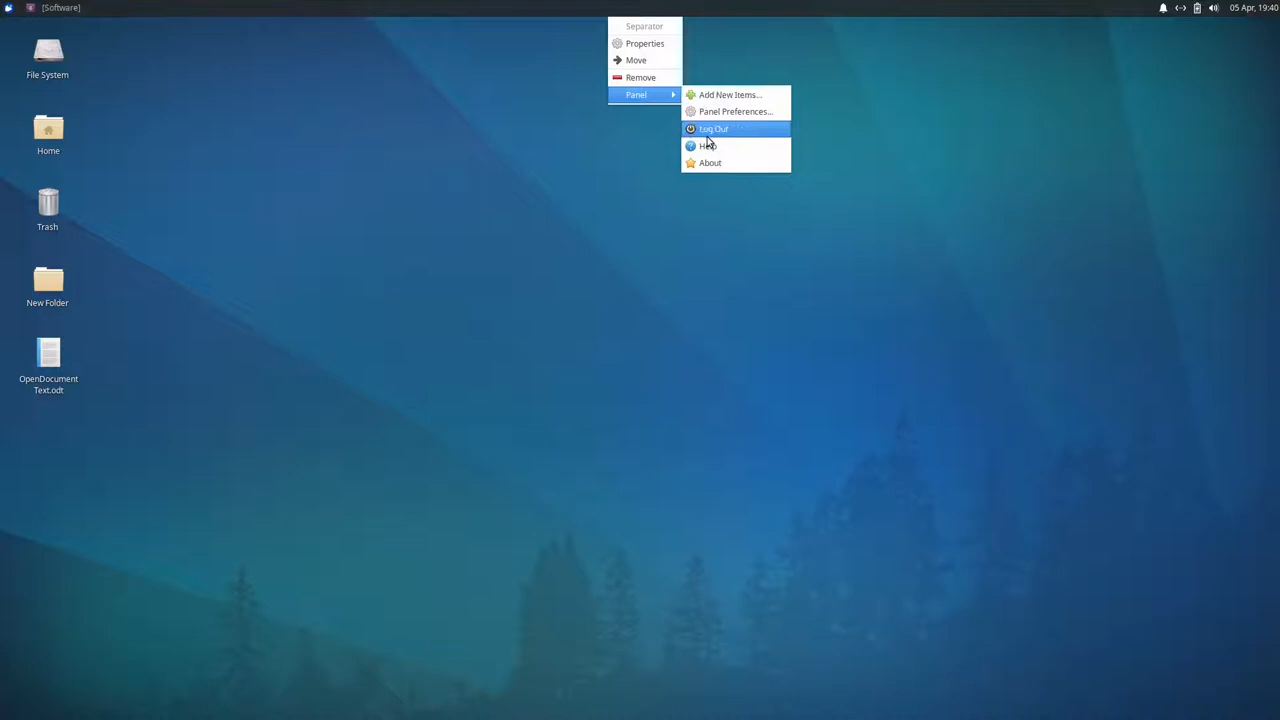 [Software]
05 Apr, 19:40
Separator
Properties
Move
Remove
Panel
Add New Items...
Panel Preferences...
Log Out
Help
About
File System
Home
Trash
New Folder
OpenDocument
Text.odt